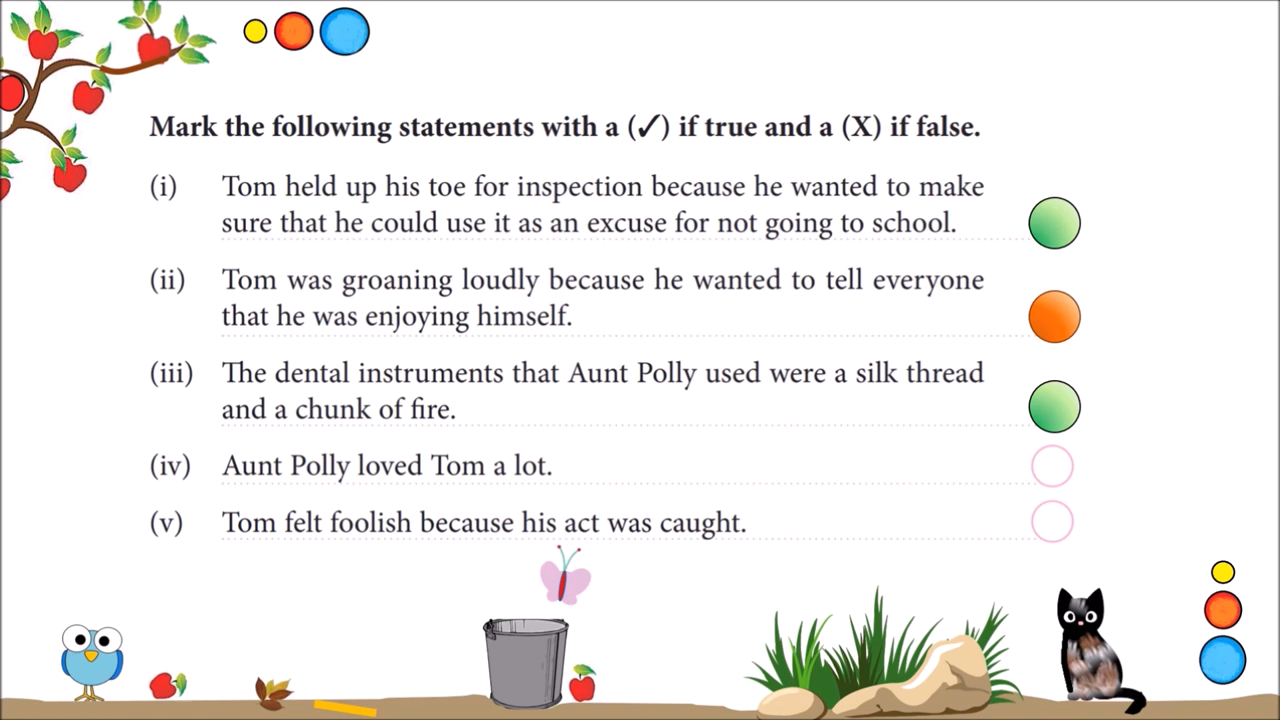 Mark the following statements with a (✓) if true and a (X) if false.
(i) Tom held up his toe for inspection because he wanted to make
sure that he could use it as an excuse for not going to school.
(ii) Tom was groaning loudly because he wanted to tell everyone
that he was enjoying himself.
(iii) The dental instruments that Aunt Polly used were a silk thread
and a chunk of fire.
(iv) Aunt Polly loved Tom a lot.
(v) Tom felt foolish because his act was caught.